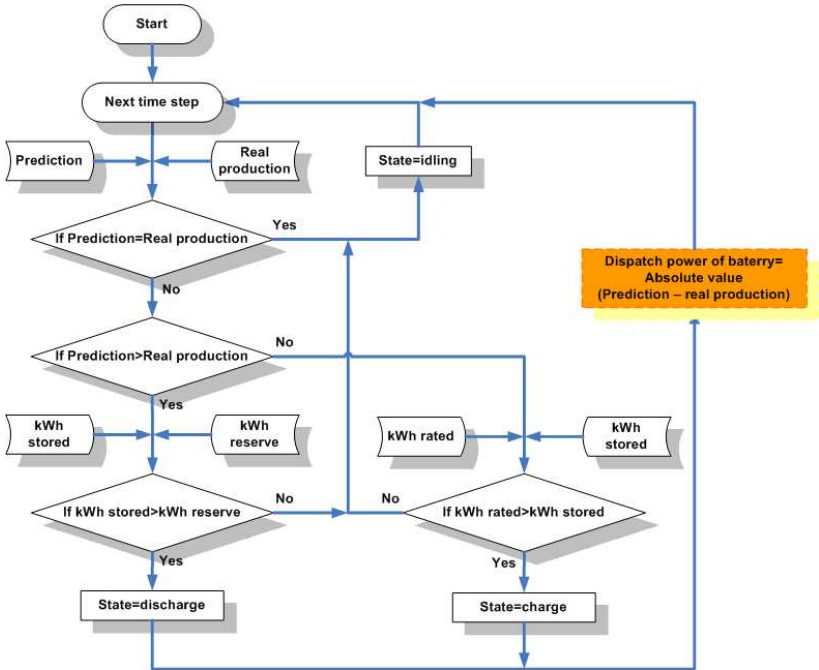 Start
Next time step
Prediction
Real
production
State=idling
If Prediction=Real production
Yes
No
Dispatch power of baterry=
Absolute value
(Prediction – real production)
If Prediction>Real production
No
Yes
kWh
stored
kWh
reserve
kWh rated
kWh
stored
If kWh stored>kWh reserve
No
No
If kWh rated>kWh stored
Yes
Yes
State=discharge
State=charge